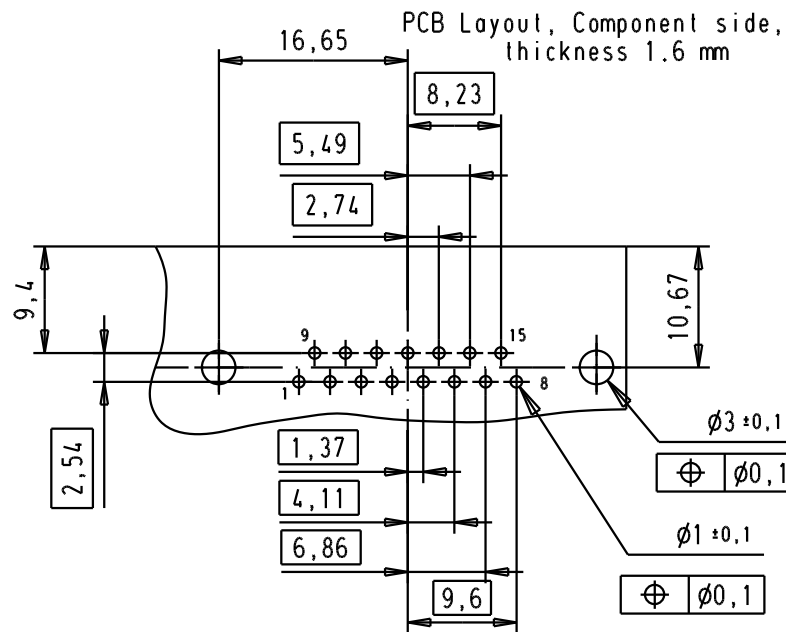 PCB Layout, Component side,
thickness 1.6 mm
16,65
8,23
5,49
2,74
9,4
10,67
9
15
1
8
2,54
1,37
4,11
6,86
9,6
Ø3 ±0,1
Ø0,1
Ø1 ±0,1
Ø0,1